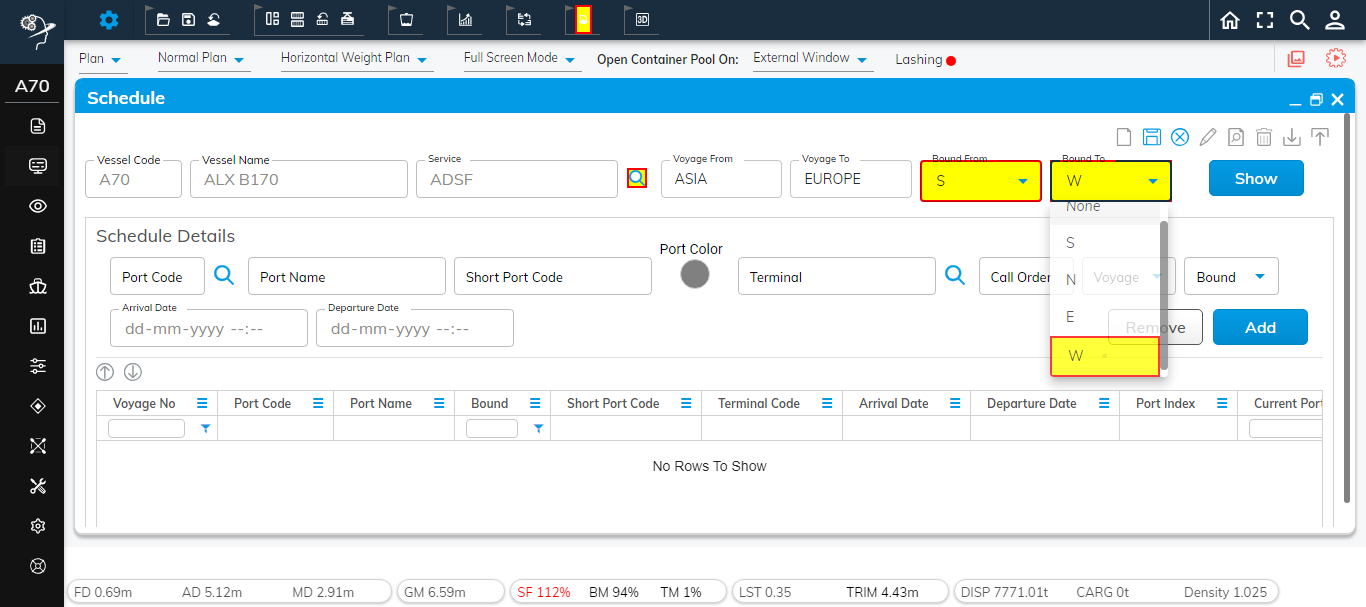 3D
A70
Plan
Normal Plan
Horizontal Weight Plan
Full Screen Mode
Open Container Pool On:
External Window
Lashing
Schedule
Vessel Code
A70
Vessel Name
ALX B170
Service
ADSF
Voyage From
ASIA
Voyage To
EUROPE
Bound From
S
Bound To
W
Show
None
S
N
E
W
Schedule Details
Port Code
Port Name
Short Port Code
Port Color
Terminal
Call Order
Voyage
Bound
Arrival Date
dd-mm-yyyy --:--
Departure Date
dd-mm-yyyy --:--
Remove
Add
Voyage No Port Code Port Name Bound Short Port Code Terminal Code Arrival Date Departure Date Port Index Current Port
No Rows To Show
FD 0.69m AD 5.12m MD 2.91m GM 6.59m SF 112% BM 94% TM 1% LST 0.35 TRIM 4.43m DISP 7771.01t CARG 0t Density 1.025